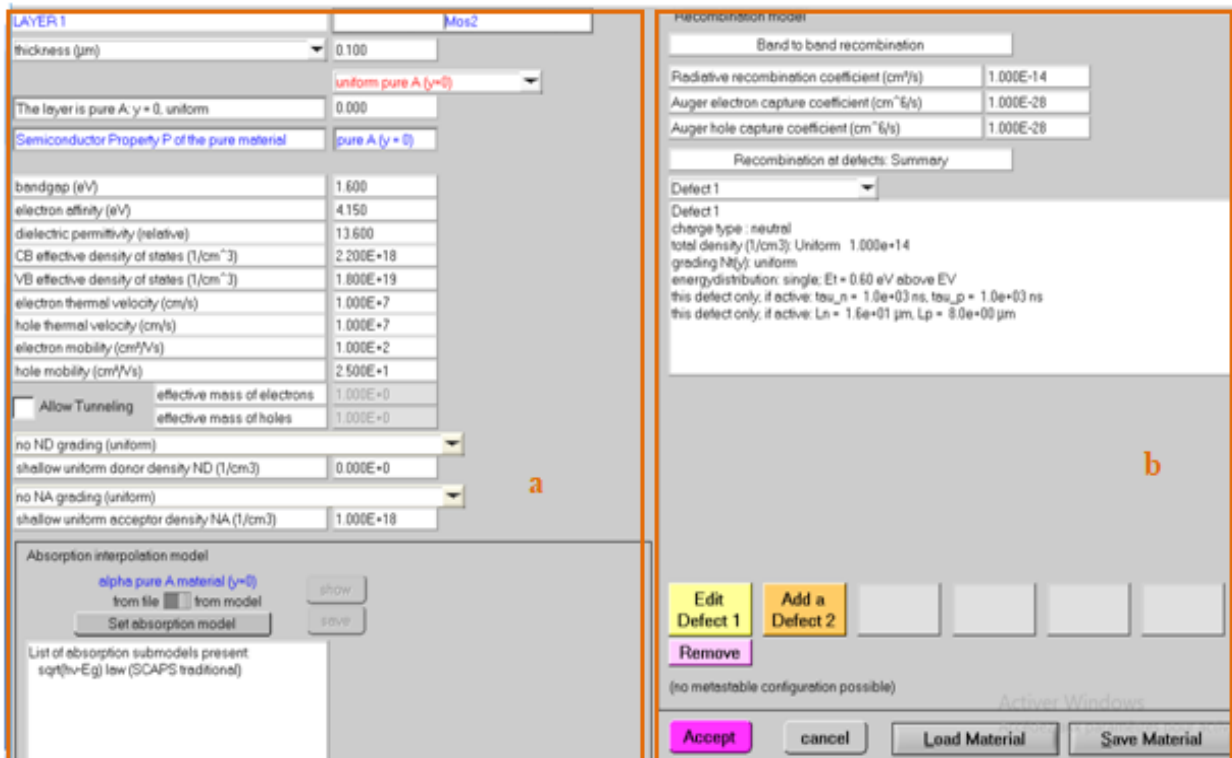 LAYER 1 Mos2
thickness (µm) 0.100
uniform pure A (y=0)
The layer is pure A: y = 0, uniform 0.000
Semiconductor Property P of the pure material pure A (y = 0)
bandgap (eV) 1.600
electron affinity (eV) 4.150
dielectric permittivity (relative) 13.600
CB effective density of states (1/cm^3) 2.200E+18
VB effective density of states (1/cm^3) 1.800E+19
electron thermal velocity (cm/s) 1.000E+7
hole thermal velocity (cm/s) 1.000E+7
electron mobility (cm²/Vs) 1.000E+2
hole mobility (cm²/Vs) 2.500E+1
Allow Tunneling
effective mass of electrons 1.000E+0
effective mass of holes 1.000E+0
no ND grading (uniform)
shallow uniform donor density ND (1/cm3) 0.000E+0
no NA grading (uniform)
shallow uniform acceptor density NA (1/cm3) 1.000E+18
a
Absorption interpolation model
alpha pure A material (y=0)
from file from model
show
Set absorption model
save
List of absorption submodels present
sqrt(hv-Eg) law (SCAPS traditional)
Recombination model
Band to band recombination
Radiative recombination coefficient (cm³/s) 1.000E-14
Auger electron capture coefficient (cm^6/s) 1.000E-28
Auger hole capture coefficient (cm^6/s) 1.000E-28
Recombination at defects: Summary
Defect 1
Defect 1
charge type : neutral
total density (1/cm3): Uniform 1.000e+14
grading Nt(y): uniform
energydistribution: single; Et = 0.60 eV above EV
this defect only, if active: tau_n = 1.0e+03 ns, tau_p = 1.0e+03 ns
this defect only, if active: Ln = 1.6e+01 µm, Lp = 8.0e+00 µm
b
Edit
Defect 1
Add a
Defect 2
Remove
(no metastable configuration possible)
Activer Windows
Accept cancel Load Material Save Material